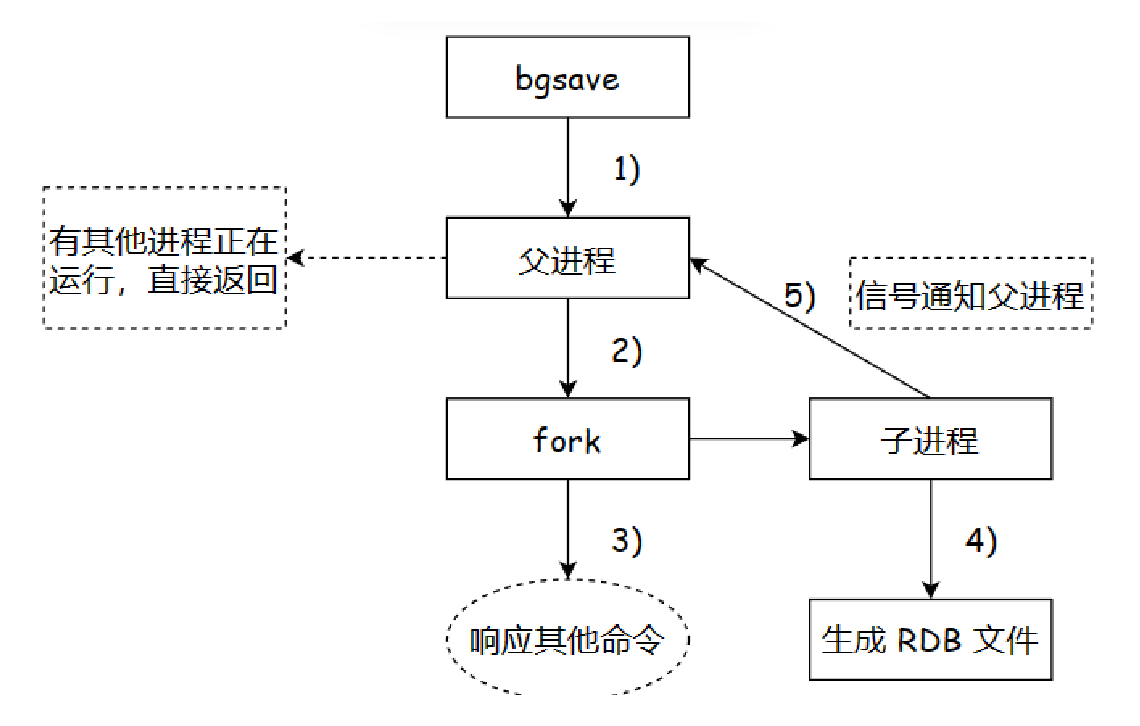 bgsave
1)
有其他进程正在
运行，直接返回
父进程
5)
信号通知父进程
2)
fork
子进程
3)
4)
响应其他命令
生成 RDB 文件